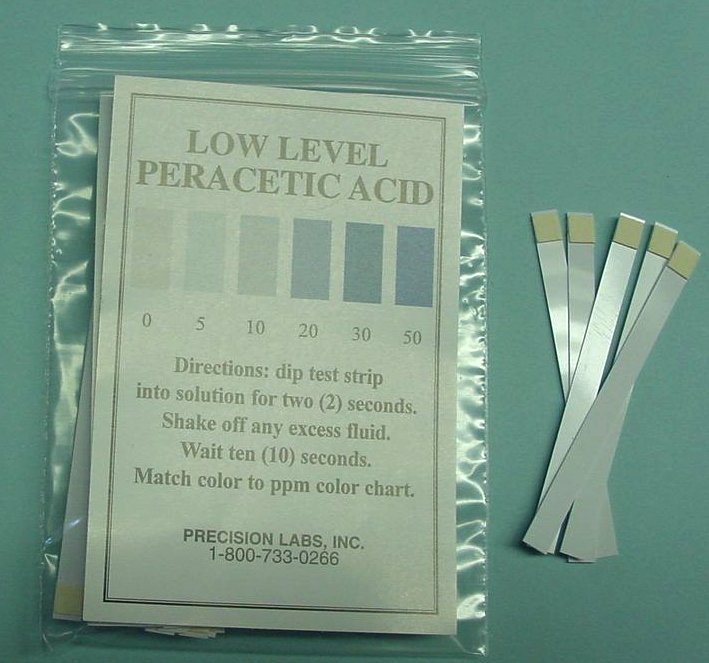 LOW LEVEL
PERACETIC ACID
0 5 10 20 30 50
Directions: dip test strip
into solution for two (2) seconds.
Shake off any excess fluid.
Wait ten (10) seconds.
Match color to ppm color chart.
PRECISION LABS, INC.
1-800-733-0266